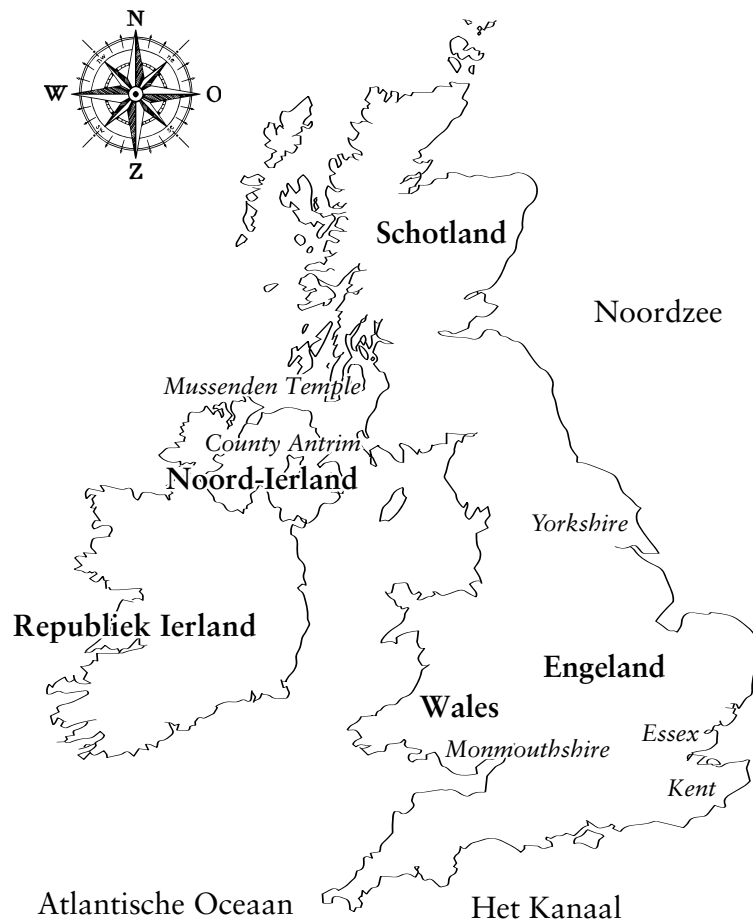 N
W
O
Z
Schotland
Noordzee
Mussenden Temple
County Antrim
Noord-Ierland
Yorkshire
Republiek Ierland
Engeland
Wales
Essex
Monmouthshire
Kent
Atlantische Oceaan
Het Kanaal